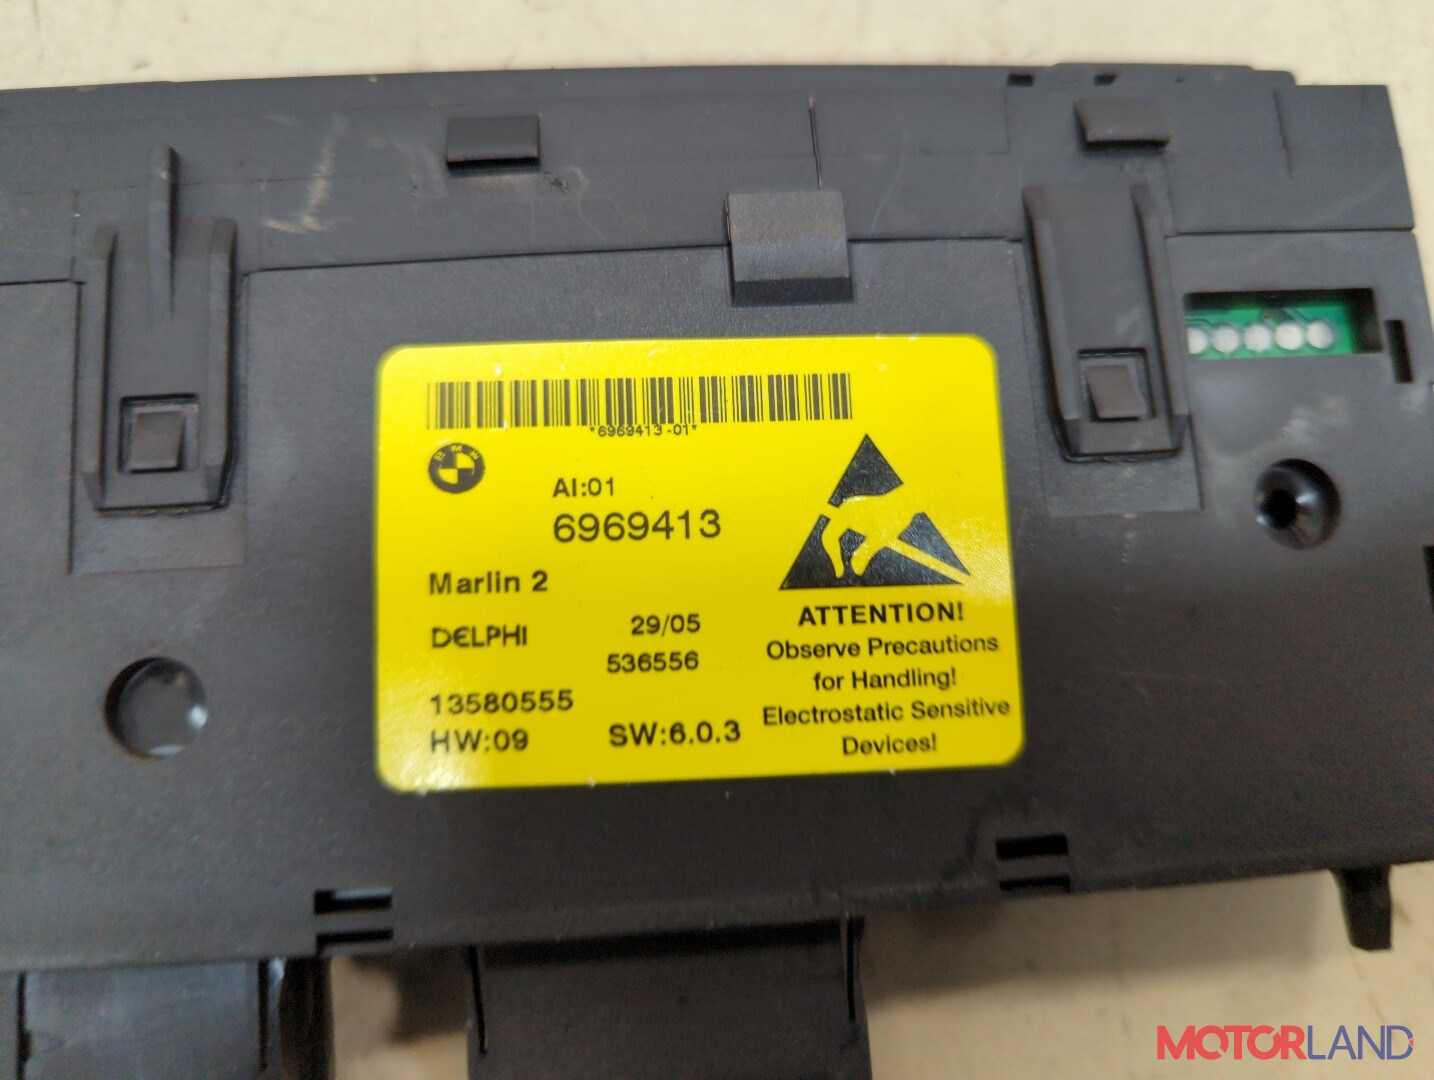 *6969413-01*
BMW
AI:01
6969413
Marlin 2
DELPHI
29/05
536556
13580555
HW:09
SW:6.0.3
ATTENTION!
Observe Precautions
for Handling!
Electrostatic Sensitive
Devices!
MOTORLAND